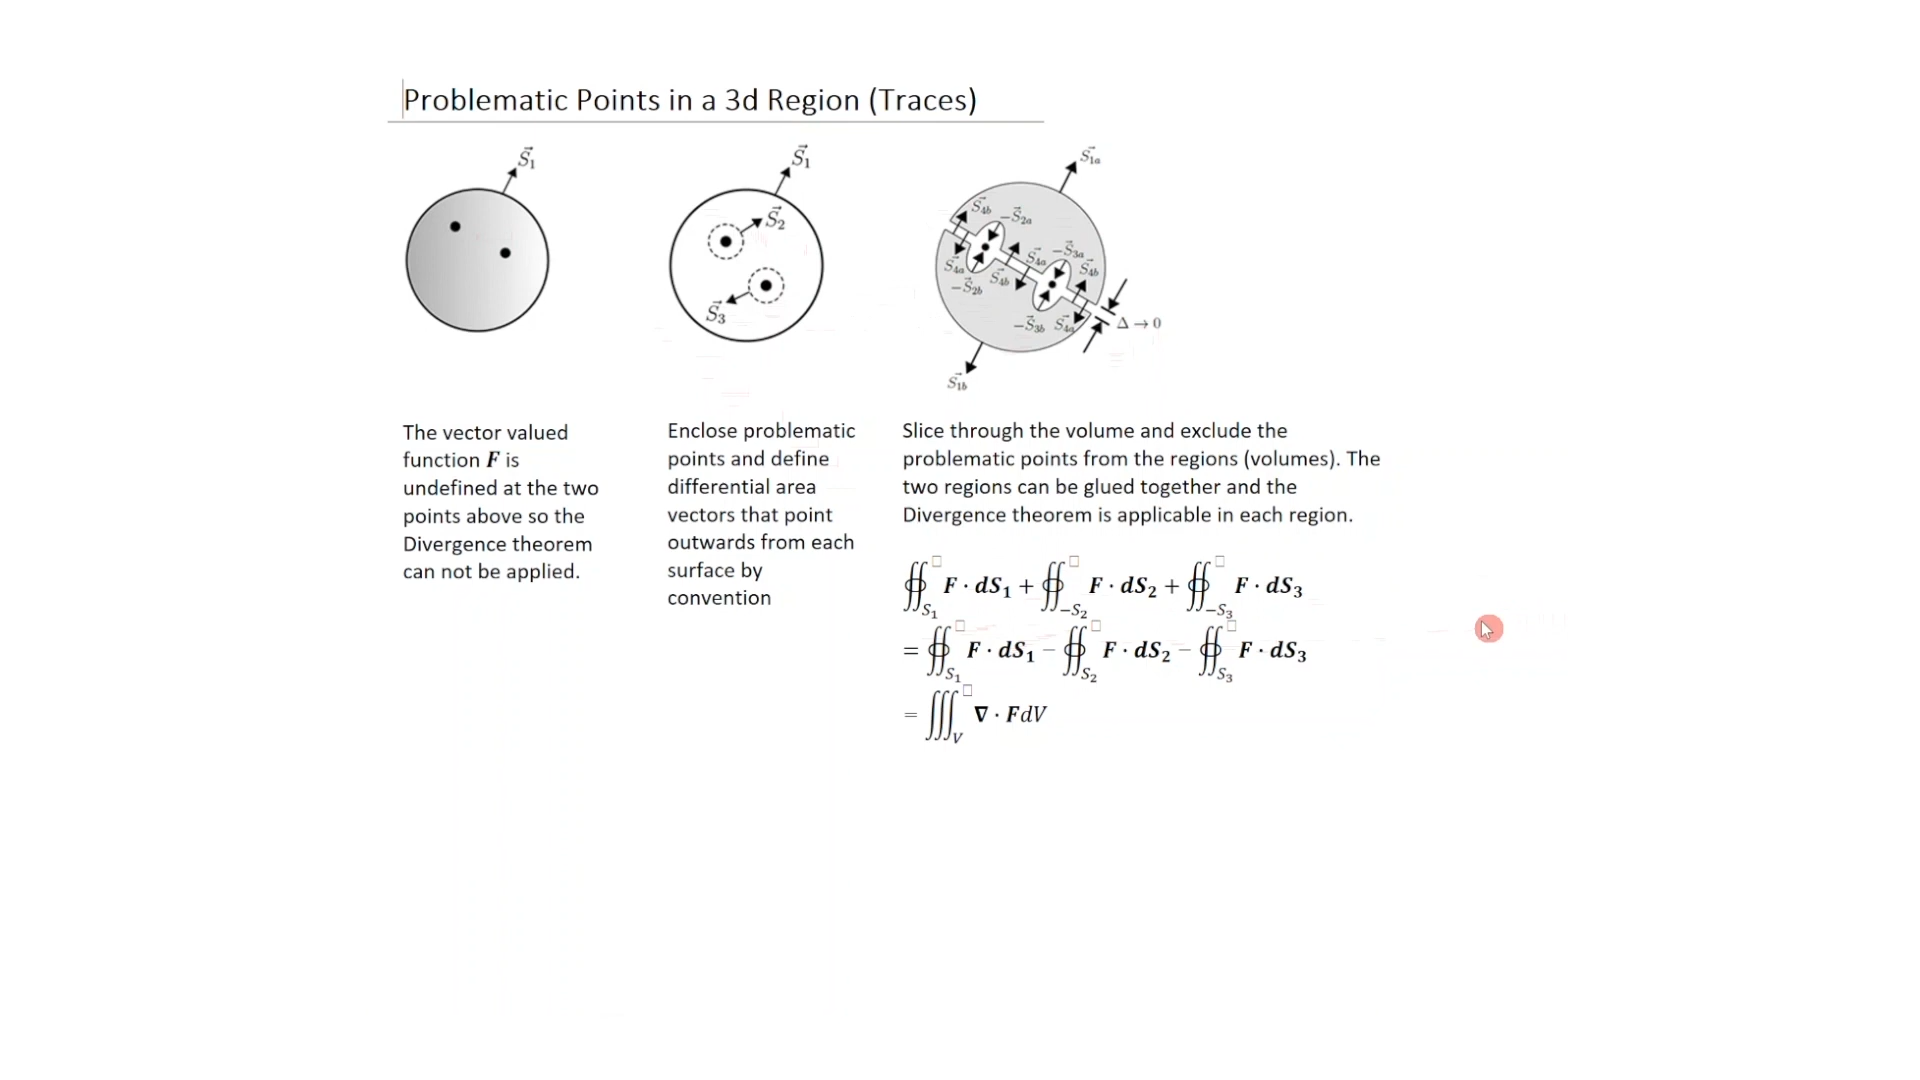 Problematic Points in a 3d Region (Traces)
S⃗₁
S⃗₁
S⃗₂
S⃗₃
S⃗₁ₐ
S⃗₄b
−S⃗₂ₐ
S⃗₄ₐ
−S⃗₃ₐ
S⃗₄ₐ
S⃗₄b
S⃗₄b
−S⃗₂b
−S⃗₃b
S⃗₄ₐ
Δ → 0
S⃗₁b
The vector valued
function F is
undefined at the two
points above so the
Divergence theorem
can not be applied.
Enclose problematic
points and define
differential area
vectors that point
outwards from each
surface by
convention
Slice through the volume and exclude the
problematic points from the regions (volumes). The
two regions can be glued together and the
Divergence theorem is applicable in each region.
∯_{S₁}^{□} F · dS₁ + ∯_{−S₂}^{□} F · dS₂ + ∯_{−S₃}^{□} F · dS₃
= ∯_{S₁}^{□} F · dS₁ − ∯_{S₂}^{□} F · dS₂ − ∯_{S₃}^{□} F · dS₃
= ∭_{V}^{□} ∇ · FdV